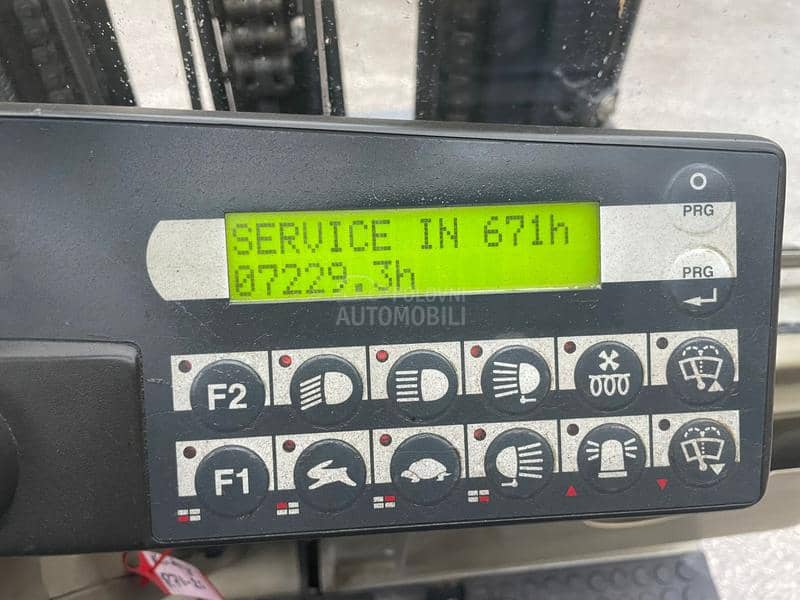 SERVICE IN 671h
07229.3h
PRG
PRG
POLOVNI
AUTOMOBILI
F2
F1